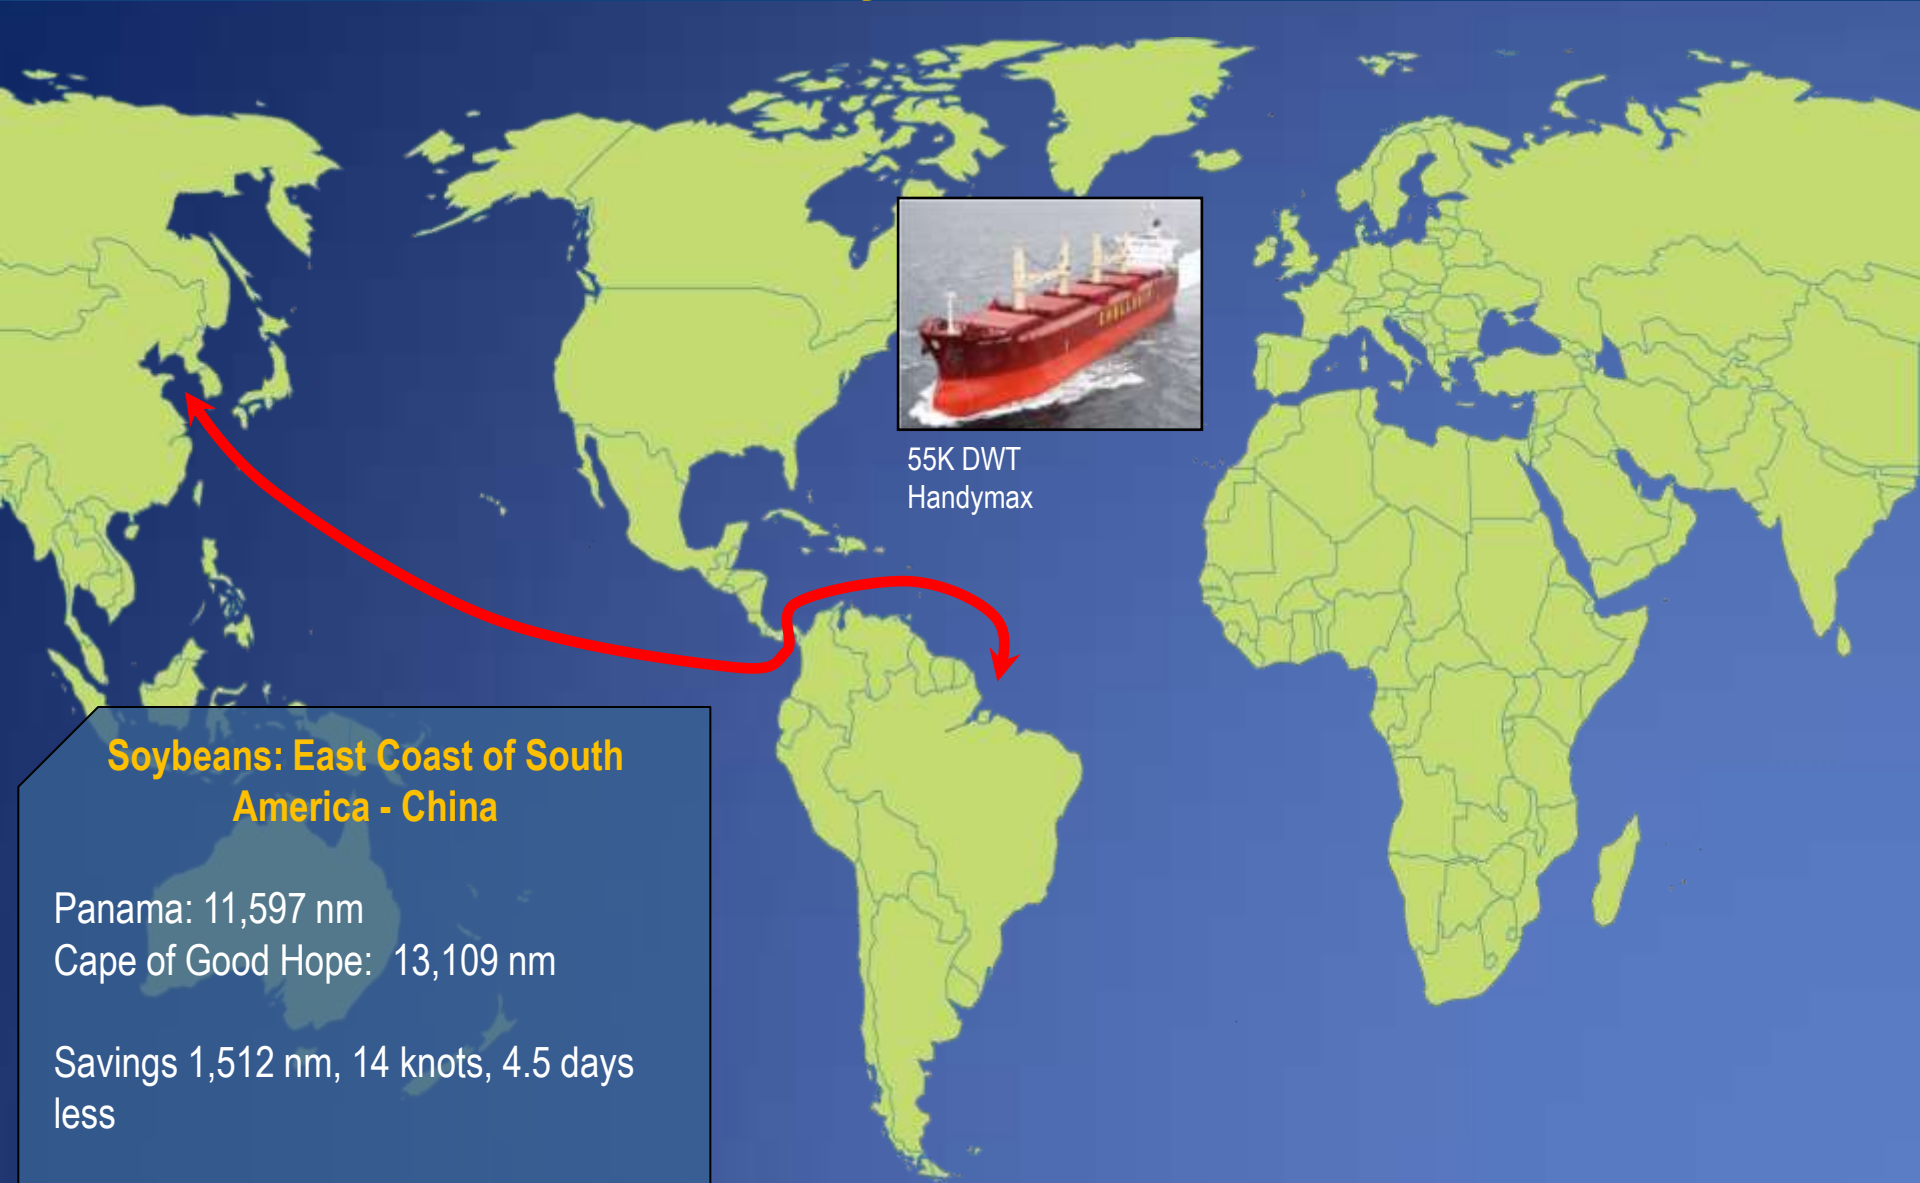 55K DWT
Handymax
Soybeans: East Coast of South
America - China
Panama: 11,597 nm
Cape of Good Hope:  13,109 nm
Savings 1,512 nm, 14 knots, 4.5 days
less